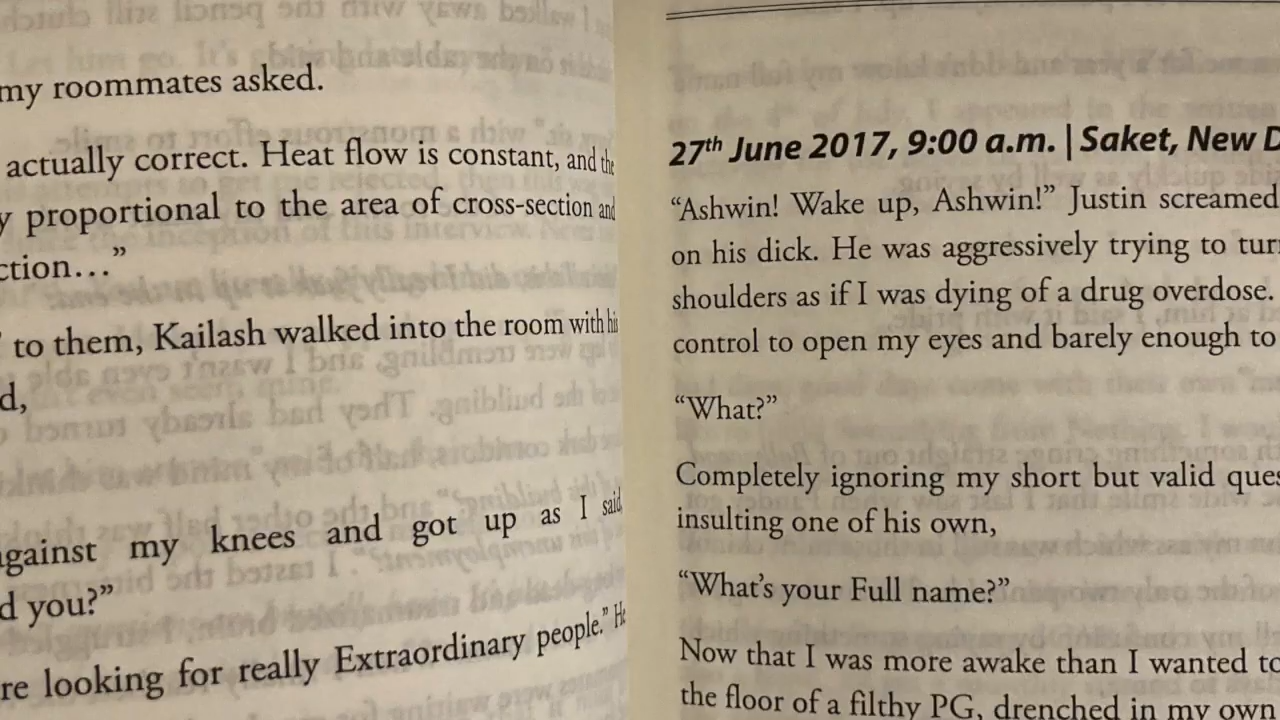 my roommates asked.
actually correct. Heat flow is constant, and the
y proportional to the area of cross-section and
ction…”
to them, Kailash walked into the room with his
d,
gainst my knees and got up as I said,
d you?”
re looking for really Extraordinary people.” He
27th June 2017, 9:00 a.m. | Saket, New D
“Ashwin! Wake up, Ashwin!” Justin screamed
on his dick. He was aggressively trying to tur
shoulders as if I was dying of a drug overdose.
control to open my eyes and barely enough to
“What?”
Completely ignoring my short but valid ques
insulting one of his own,
“What’s your Full name?”
Now that I was more awake than I wanted to
the floor of a filthy PG, drenched in my own